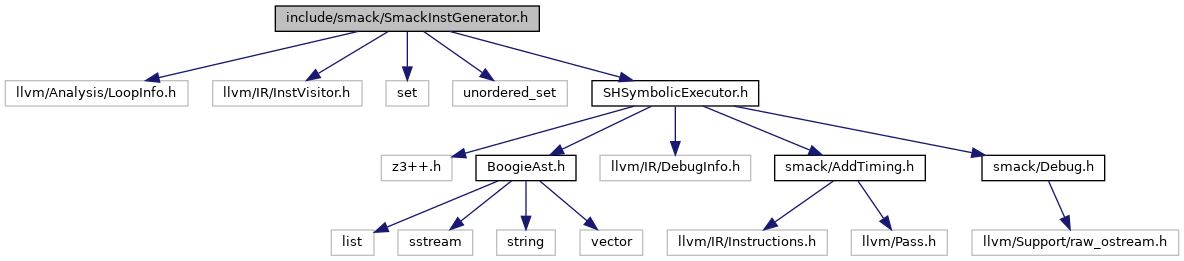 include/smack/SmackInstGenerator.h
llvm/Analysis/LoopInfo.h
llvm/IR/InstVisitor.h
set
unordered_set
SHSymbolicExecutor.h
z3++.h
BoogieAst.h
llvm/IR/DebugInfo.h
smack/AddTiming.h
smack/Debug.h
list
sstream
string
vector
llvm/IR/Instructions.h
llvm/Pass.h
llvm/Support/raw_ostream.h